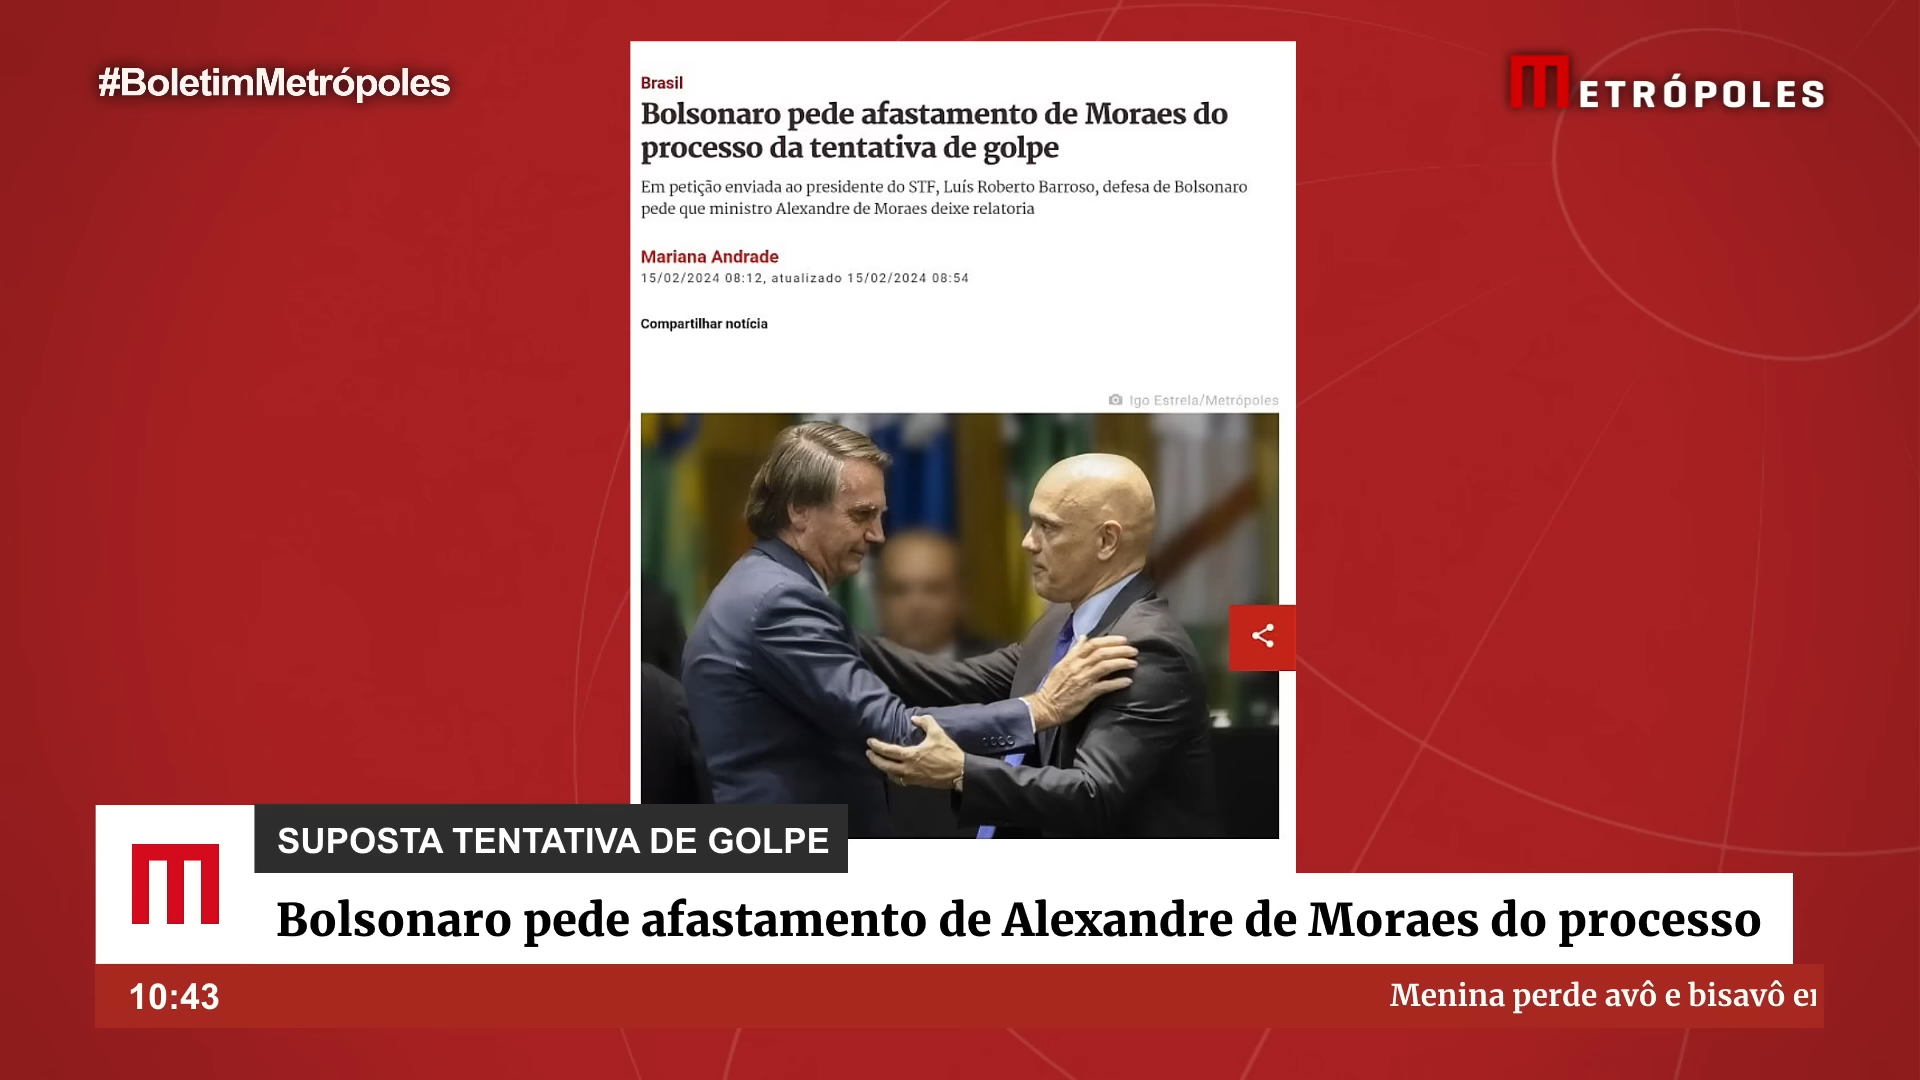 #BoletimMetrópoles
METRÓPOLES
Brasil
Bolsonaro pede afastamento de Moraes do
processo da tentativa de golpe
Em petição enviada ao presidente do STF, Luís Roberto Barroso, defesa de Bolsonaro
pede que ministro Alexandre de Moraes deixe relatoria
Mariana Andrade
15/02/2024 08:12, atualizado 15/02/2024 08:54
Compartilhar notícia
Igo Estrela/Metrópoles
M
SUPOSTA TENTATIVA DE GOLPE
Bolsonaro pede afastamento de Alexandre de Moraes do processo
10:43
Menina perde avô e bisavô